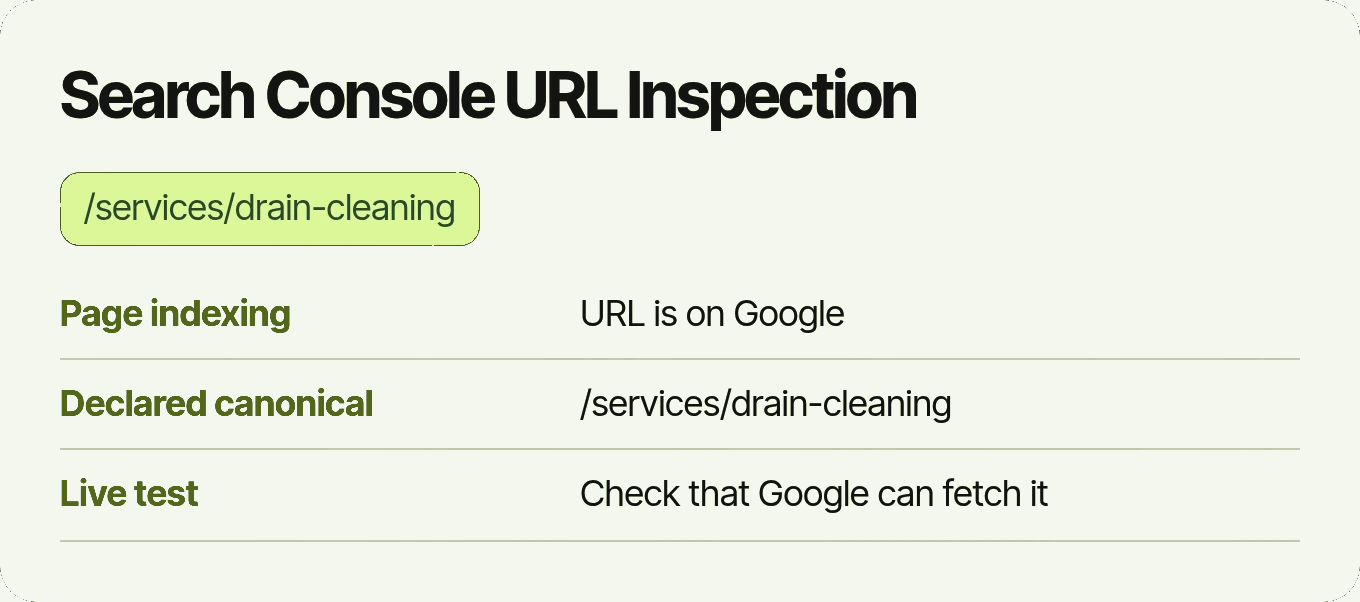 Search Console URL Inspection
/services/drain-cleaning
Page indexing URL is on Google
Declared canonical /services/drain-cleaning
Live test Check that Google can fetch it